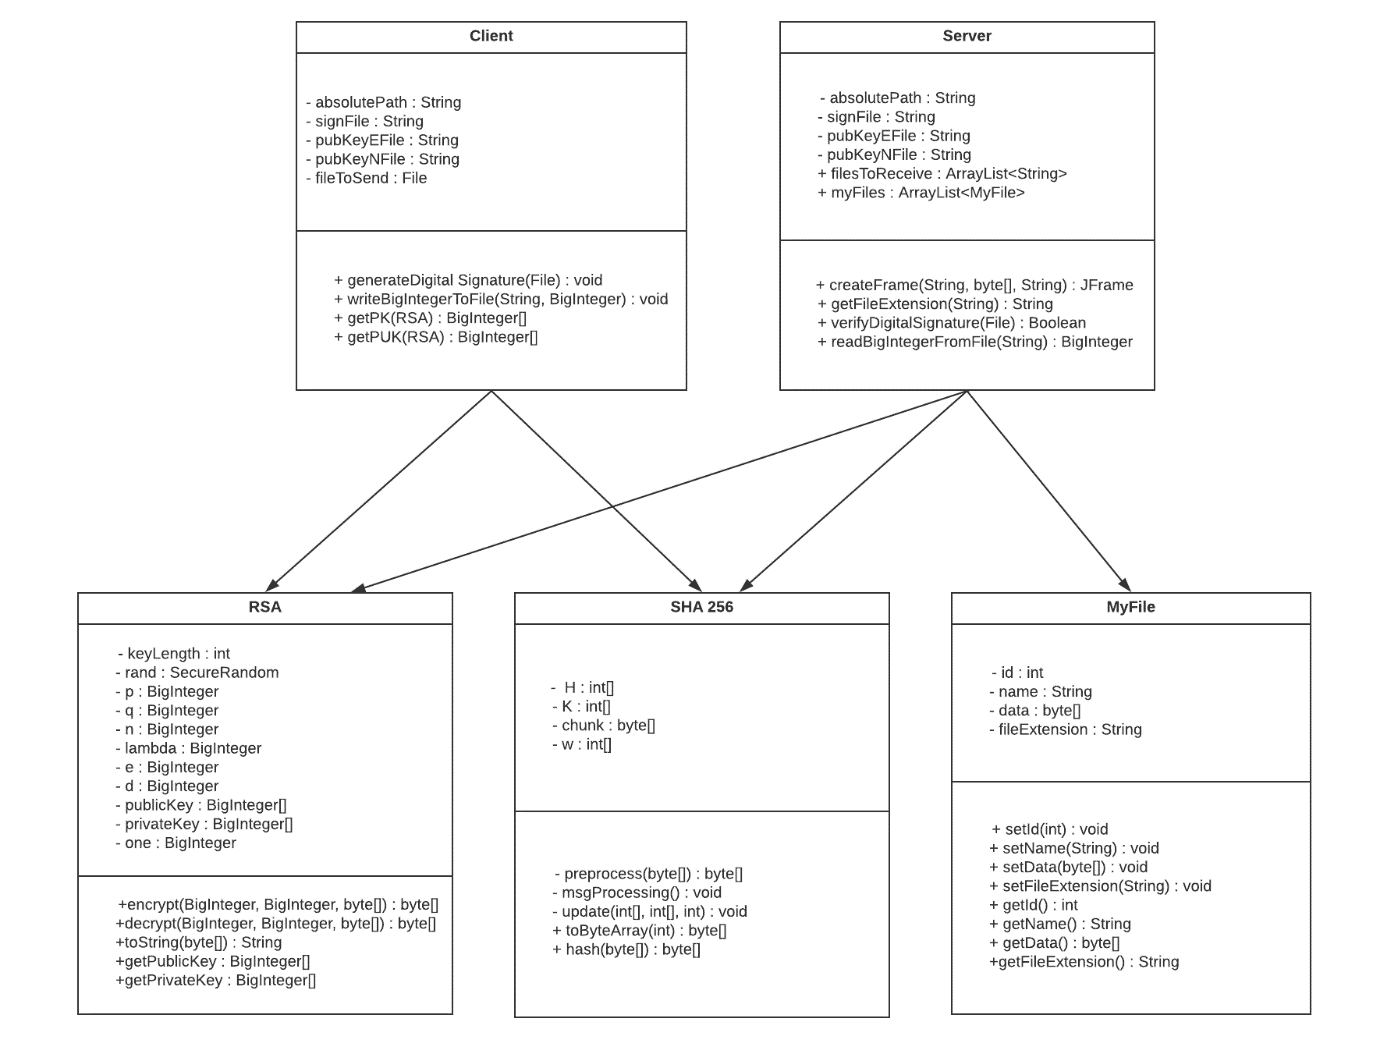 Client
- absolutePath : String
- signFile : String
- pubKeyEFile : String
- pubKeyNFile : String
- fileToSend : File
+ generateDigital Signature(File) : void
+ writeBigIntegerToFile(String, BigInteger) : void
+ getPK(RSA) : BigInteger[]
+ getPUK(RSA) : BigInteger[]
Server
- absolutePath : String
- signFile : String
- pubKeyEFile : String
- pubKeyNFile : String
+ filesToReceive : ArrayList<String>
+ myFiles : ArrayList<MyFile>
+ createFrame(String, byte[], String) : JFrame
+ getFileExtension(String) : String
+ verifyDigitalSignature(File) : Boolean
+ readBigIntegerFromFile(String) : BigInteger
RSA
- keyLength : int
- rand : SecureRandom
- p : BigInteger
- q : BigInteger
- n : BigInteger
- lambda : BigInteger
- e : BigInteger
- d : BigInteger
- publicKey : BigInteger[]
- privateKey : BigInteger[]
- one : BigInteger
+encrypt(BigInteger, BigInteger, byte[]) : byte[]
+decrypt(BigInteger, BigInteger, byte[]) : byte[]
+toString(byte[]) : String
+getPublicKey : BigInteger[]
+getPrivateKey : BigInteger[]
SHA 256
- H : int[]
- K : int[]
- chunk : byte[]
- w : int[]
- preprocess(byte[]) : byte[]
- msgProcessing() : void
- update(int[], int[], int) : void
+ toByteArray(int) : byte[]
+ hash(byte[]) : byte[]
MyFile
- id : int
- name : String
- data : byte[]
- fileExtension : String
+ setId(int) : void
+ setName(String) : void
+ setData(byte[]) : void
+ setFileExtension(String) : void
+ getId() : int
+ getName() : String
+ getData() : byte[]
+getFileExtension() : String